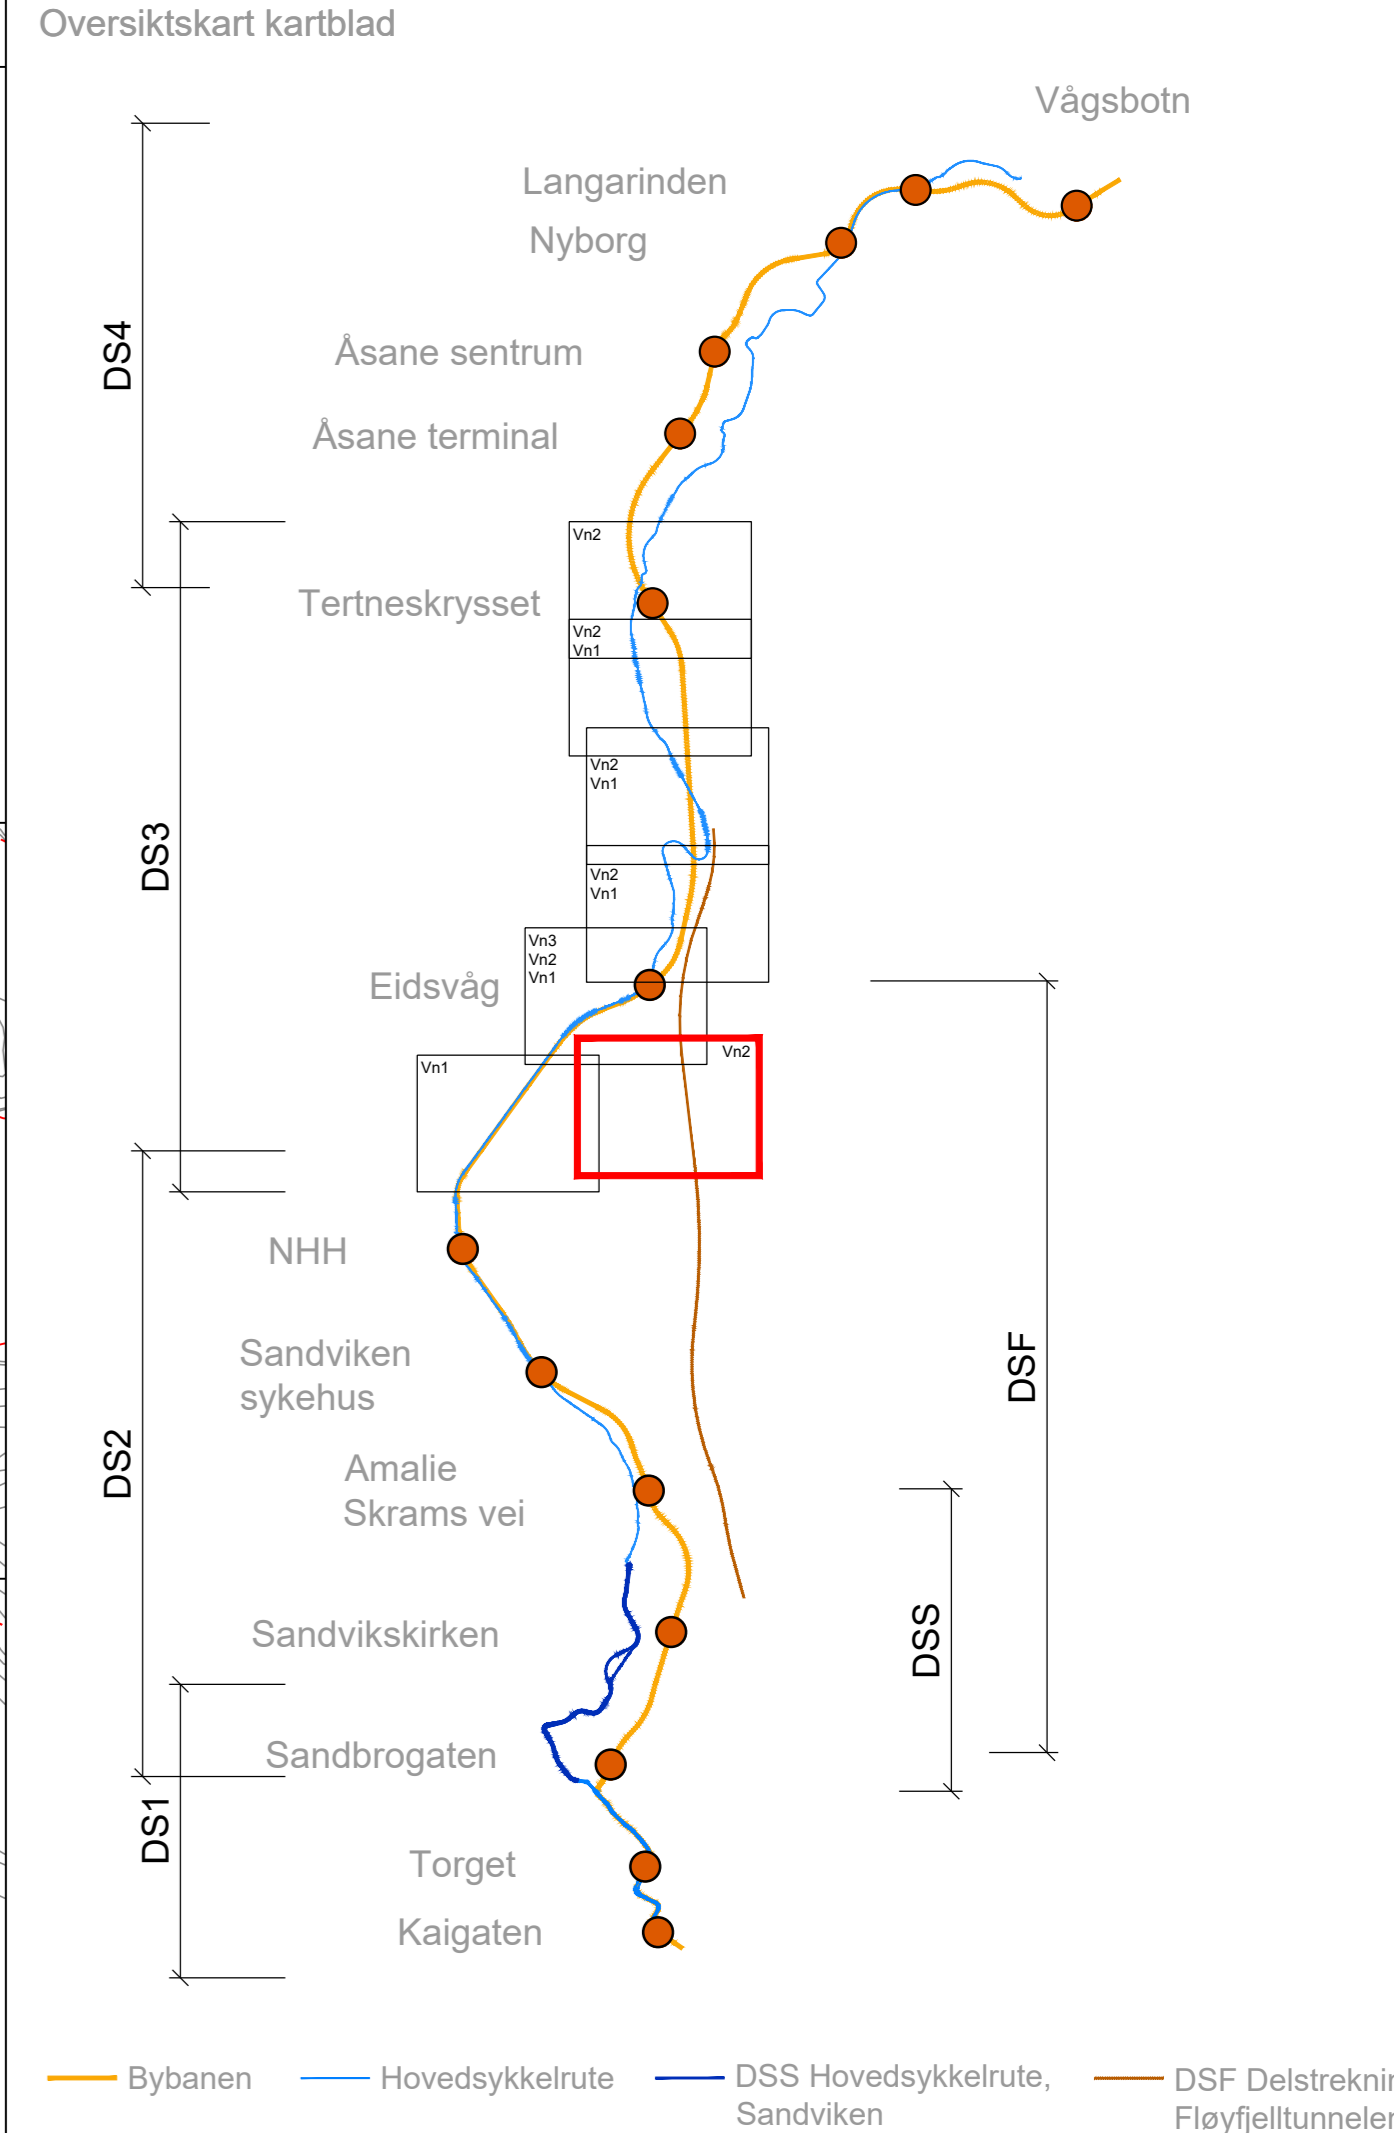 Oversiktskart kartblad
Vågsbotn
Langarinden
Nyborg
DS4
Åsane sentrum
Åsane terminal
Vn2
Tertneskrysset
Vn2
Vn1
Vn2
Vn1
DS3
Vn2
Vn1
Vn3
Vn2
Vn1
Eidsvåg
Vn2
Vn1
NHH
Sandviken
sykehus
DSF
DS2
Amalie
Skrams vei
DSS
Sandvikskirken
Sandbrogaten
DS1
Torget
Kaigaten
Bybanen
Hovedsykkelrute
DSS Hovedsykkelrute,
Sandviken
DSF